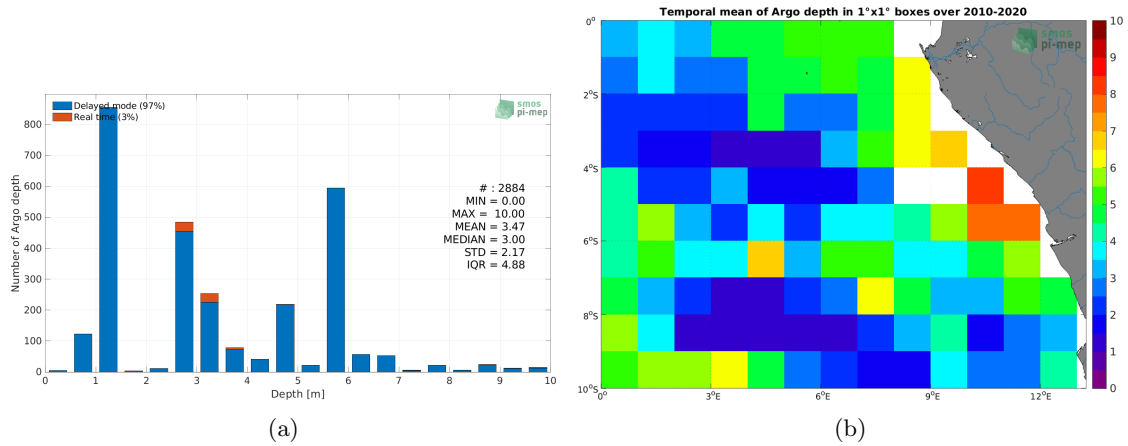 Delayed mode (97%)
Real time (3%)
smos
pi-mep
Number of Argo depth
800
700
600
500
400
300
200
100
0
# : 2884
MIN = 0.00
MAX = 10.00
MEAN = 3.47
MEDIAN = 3.00
STD = 2.17
IQR = 4.88
0 1 2 3 4 5 6 7 8 9 10
Depth [m]
(a)
Temporal mean of Argo depth in 1°x1° boxes over 2010-2020
smos
pi-mep
0°
2°S
4°S
6°S
8°S
10°S
0° 3°E 6°E 9°E 12°E
10
9
8
7
6
5
4
3
2
1
0
(b)